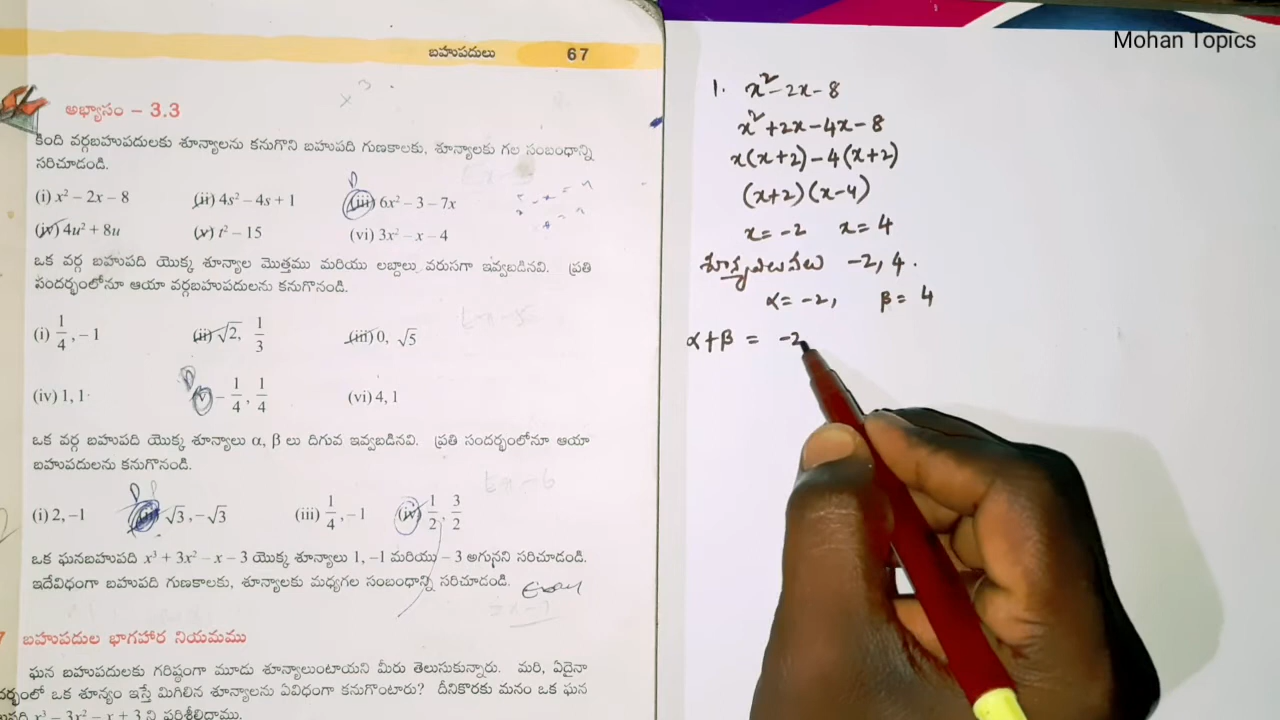 బహుపదులు 67
అభ్యాసం – 3.3
కింది వర్గబహుపదులకు శూన్యాలను కనుగొని బహుపది గుణకాలకు, శూన్యాలకు గల సంబంధాన్ని
సరిచూడండి.
(i) x² – 2x – 8 (ii) 4s² – 4s + 1 (iii) 6x² – 3 – 7x
(iv) 4u² + 8u (v) t² – 15 (vi) 3x² – x – 4
ఒక వర్గ బహుపది యొక్క శూన్యాల మొత్తము మరియు లబ్దాలు వరుసగా ఇవ్వబడినవి. ప్రతి
సందర్భంలోనూ ఆయా వర్గబహుపదులను కనుగొనండి.
(i) 1/4, –1 (ii) √2, 1/3 (iii) 0, √5
(iv) 1, 1 – 1/4, 1/4 (vi) 4, 1
ఒక వర్గ బహుపది యొక్క శూన్యాలు α, β లు దిగువ ఇవ్వబడినవి. ప్రతి సందర్భంలోనూ ఆయా
బహుపదులను కనుగొనండి.
(i) 2, –1 √3, –√3 (iii) 1/4, –1 (iv) 1/2, 3/2
ఒక ఘనబహుపది x³ + 3x² – x – 3 యొక్క శూన్యాలు 1, –1 మరియు – 3 అగునని సరిచూడండి.
ఇదేవిధంగా బహుపది గుణకాలకు, శూన్యాలకు మధ్యగల సంబంధాన్ని సరిచూడండి.
బహుపదుల భాగహార నియమము
ఘన బహుపదులకు గరిష్ఠంగా మూడు శూన్యాలుంటాయని మీరు తెలుసుకున్నారు. మరి, ఏదైనా
లో ఒక శూన్యం ఇస్తే మిగిలిన శూన్యాలను ఏవిధంగా కనుగొంటారు? దీనికొరకు మనం ఒక ఘన
x³ – 3x² – x + 3 ని పరిశీలిద్దాము.
Mohan Topics
1. x² – 2x – 8
x² + 2x – 4x – 8
x(x+2) – 4(x+2)
(x+2)(x–4)
x = –2 x = 4
శూన్యవిలువలు –2, 4.
α = –2, β = 4
α+β = –2